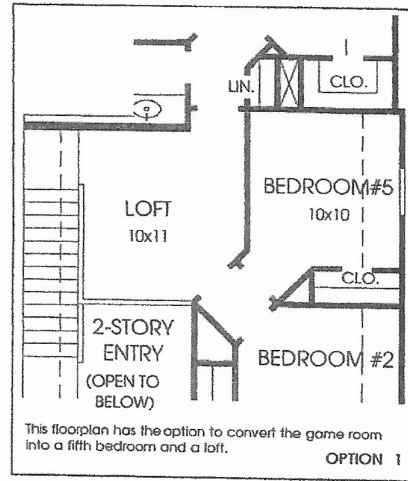 LIN.
CLO.
BEDROOM#5
10x10
LOFT
10x11
CLO.
2-STORY
ENTRY
(OPEN TO
BELOW)
BEDROOM #2
This floorplan has the option to convert the game room
into a fifth bedroom and a loft.
OPTION 1